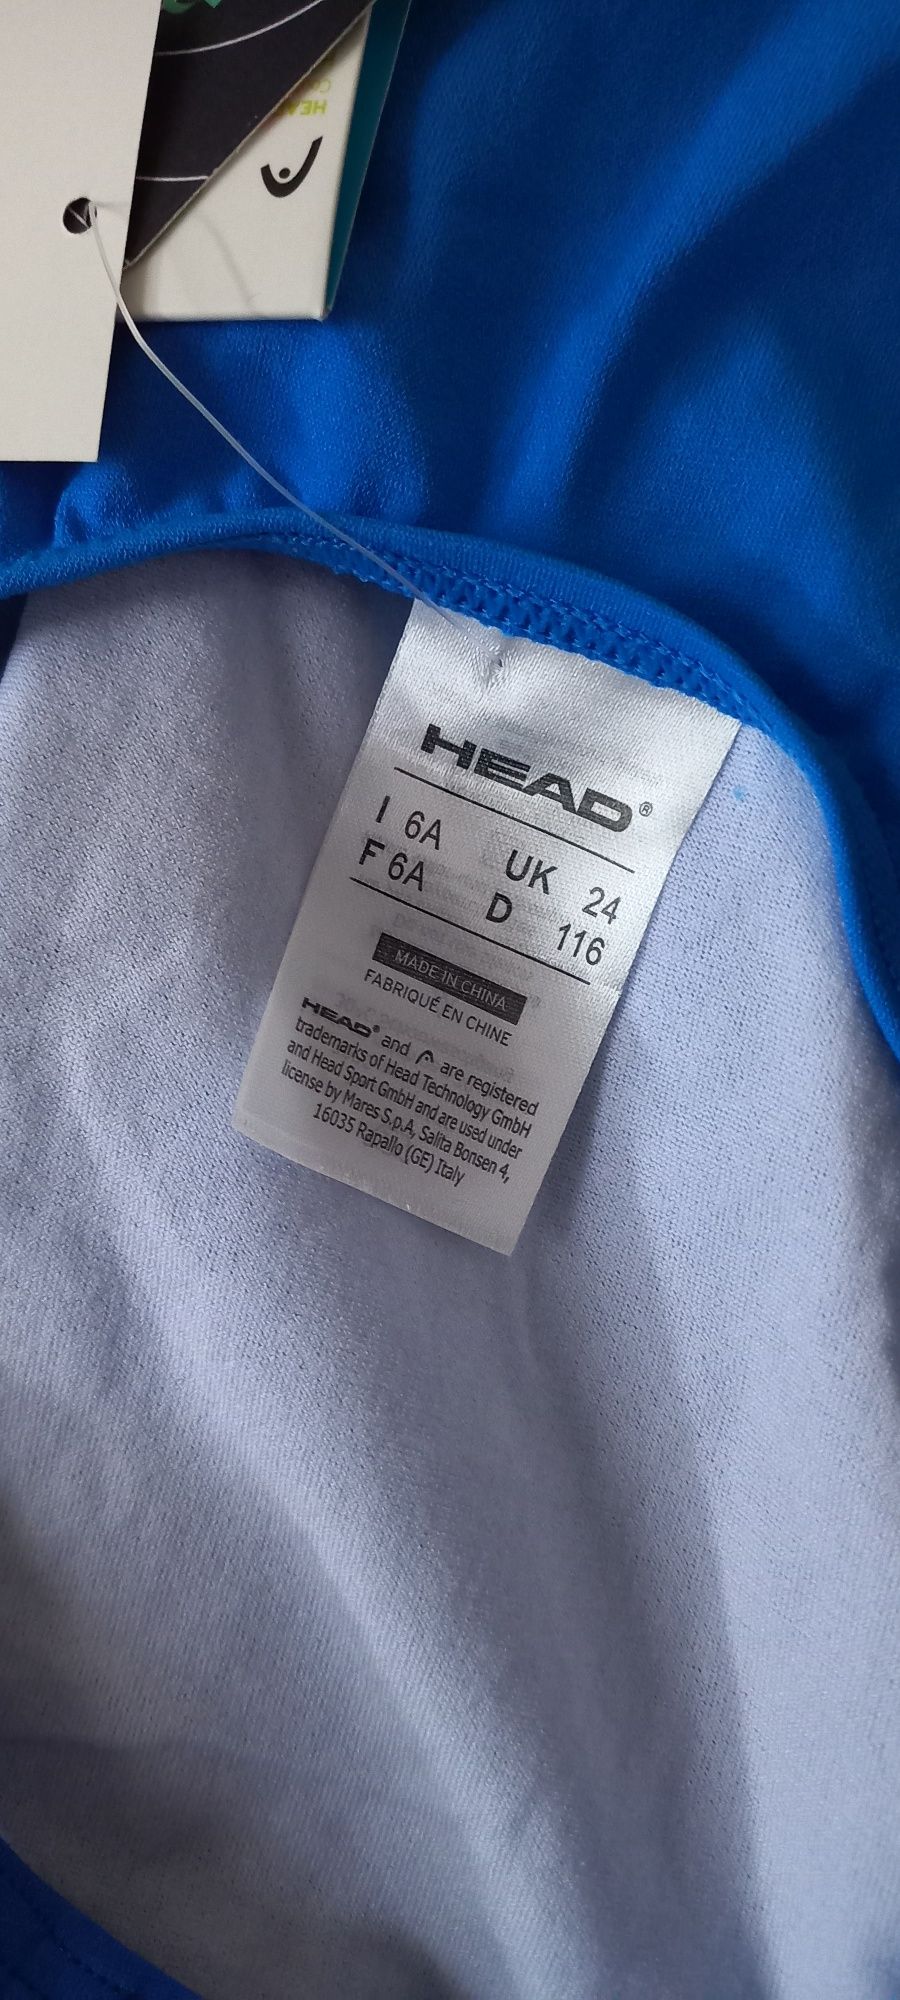 HEAD®
I 6A UK 24
F 6A D 116
MADE IN CHINA
FABRIQUÉ EN CHINE
HEAD® and are registered
trademarks of Head Technology GmbH
and Head Sport GmbH and are used under
license by Mares S.p.A, Salita Bonsen 4,
16035 Rapallo (GE) Italy